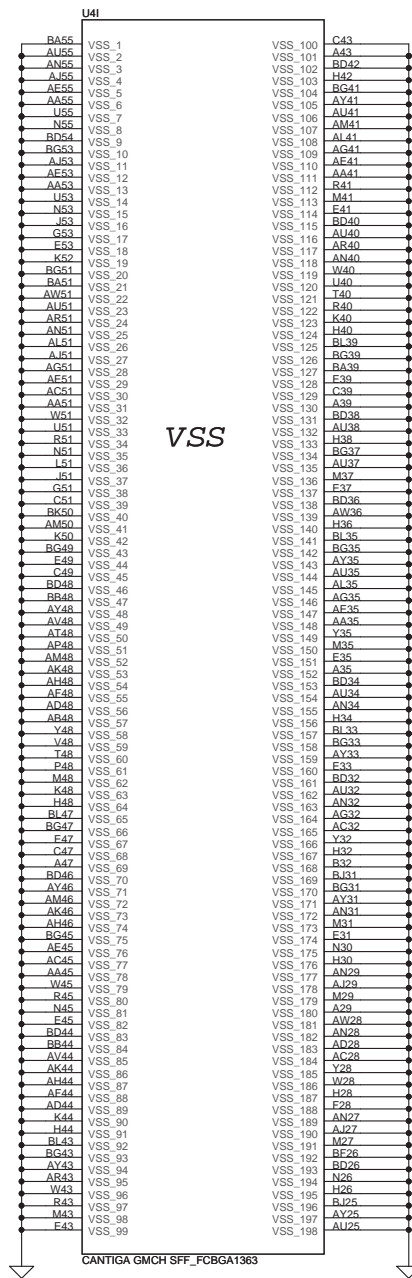 U4I
BA55 VSS_1 VSS_100 C43
AU55 VSS_2 VSS_101 A43
AN55 VSS_3 VSS_102 BD42
AJ55 VSS_4 VSS_103 H42
AE55 VSS_5 VSS_104 BG41
AA55 VSS_6 VSS_105 AY41
U55 VSS_7 VSS_106 AU41
N55 VSS_8 VSS_107 AM41
BD54 VSS_9 VSS_108 AL41
BG53 VSS_10 VSS_109 AG41
AJ53 VSS_11 VSS_110 AE41
AE53 VSS_12 VSS_111 AA41
AA53 VSS_13 VSS_112 R41
U53 VSS_14 VSS_113 M41
N53 VSS_15 VSS_114 E41
J53 VSS_16 VSS_115 BD40
G53 VSS_17 VSS_116 AU40
E53 VSS_18 VSS_117 AR40
K52 VSS_19 VSS_118 AN40
BG51 VSS_20 VSS_119 W40
BA51 VSS_21 VSS_120 U40
AW51 VSS_22 VSS_121 T40
AU51 VSS_23 VSS_122 R40
AR51 VSS_24 VSS_123 K40
AN51 VSS_25 VSS_124 H40
AL51 VSS_26 VSS_125 BL39
AJ51 VSS_27 VSS_126 BG39
AG51 VSS_28 VSS_127 BA39
AE51 VSS_29 VSS_128 E39
AC51 VSS_30 VSS_129 C39
AA51 VSS_31 VSS_130 A39
W51 VSS_32 VSS_131 BD38
U51 VSS_33 VSS_132 AU38
VSS
R51 VSS_34 VSS_133 H38
N51 VSS_35 VSS_134 BG37
L51 VSS_36 VSS_135 AU37
J51 VSS_37 VSS_136 M37
G51 VSS_38 VSS_137 E37
C51 VSS_39 VSS_138 BD36
BK50 VSS_40 VSS_139 AW36
AM50 VSS_41 VSS_140 H36
K50 VSS_42 VSS_141 BL35
BG49 VSS_43 VSS_142 BG35
E49 VSS_44 VSS_143 AY35
C49 VSS_45 VSS_144 AU35
BD48 VSS_46 VSS_145 AL35
BB48 VSS_47 VSS_146 AG35
AY48 VSS_48 VSS_147 AE35
AV48 VSS_49 VSS_148 AA35
AT48 VSS_50 VSS_149 Y35
AP48 VSS_51 VSS_150 M35
AM48 VSS_52 VSS_151 E35
AK48 VSS_53 VSS_152 A35
AH48 VSS_54 VSS_153 BD34
AF48 VSS_55 VSS_154 AU34
AD48 VSS_56 VSS_155 AN34
AB48 VSS_57 VSS_156 H34
Y48 VSS_58 VSS_157 BL33
V48 VSS_59 VSS_158 BG33
T48 VSS_60 VSS_159 AY33
P48 VSS_61 VSS_160 E33
M48 VSS_62 VSS_161 BD32
K48 VSS_63 VSS_162 AU32
H48 VSS_64 VSS_163 AN32
BL47 VSS_65 VSS_164 AG32
BG47 VSS_66 VSS_165 AC32
E47 VSS_67 VSS_166 Y32
C47 VSS_68 VSS_167 H32
A47 VSS_69 VSS_168 B32
BD46 VSS_70 VSS_169 BJ31
AY46 VSS_71 VSS_170 BG31
AM46 VSS_72 VSS_171 AY31
AK46 VSS_73 VSS_172 AN31
AH46 VSS_74 VSS_173 M31
BG45 VSS_75 VSS_174 E31
AE45 VSS_76 VSS_175 N30
AC45 VSS_77 VSS_176 H30
AA45 VSS_78 VSS_177 AN29
W45 VSS_79 VSS_178 AJ29
R45 VSS_80 VSS_179 M29
N45 VSS_81 VSS_180 A29
E45 VSS_82 VSS_181 AW28
BD44 VSS_83 VSS_182 AN28
BB44 VSS_84 VSS_183 AD28
AV44 VSS_85 VSS_184 AC28
AK44 VSS_86 VSS_185 Y28
AH44 VSS_87 VSS_186 W28
AF44 VSS_88 VSS_187 H28
AD44 VSS_89 VSS_188 F28
K44 VSS_90 VSS_189 AN27
H44 VSS_91 VSS_190 AJ27
BL43 VSS_92 VSS_191 M27
BG43 VSS_93 VSS_192 BF26
AY43 VSS_94 VSS_193 BD26
AR43 VSS_95 VSS_194 N26
W43 VSS_96 VSS_195 H26
R43 VSS_97 VSS_196 BJ25
M43 VSS_98 VSS_197 AY25
E43 VSS_99 VSS_198 AU25
CANTIGA GMCH SFF_FCBGA1363